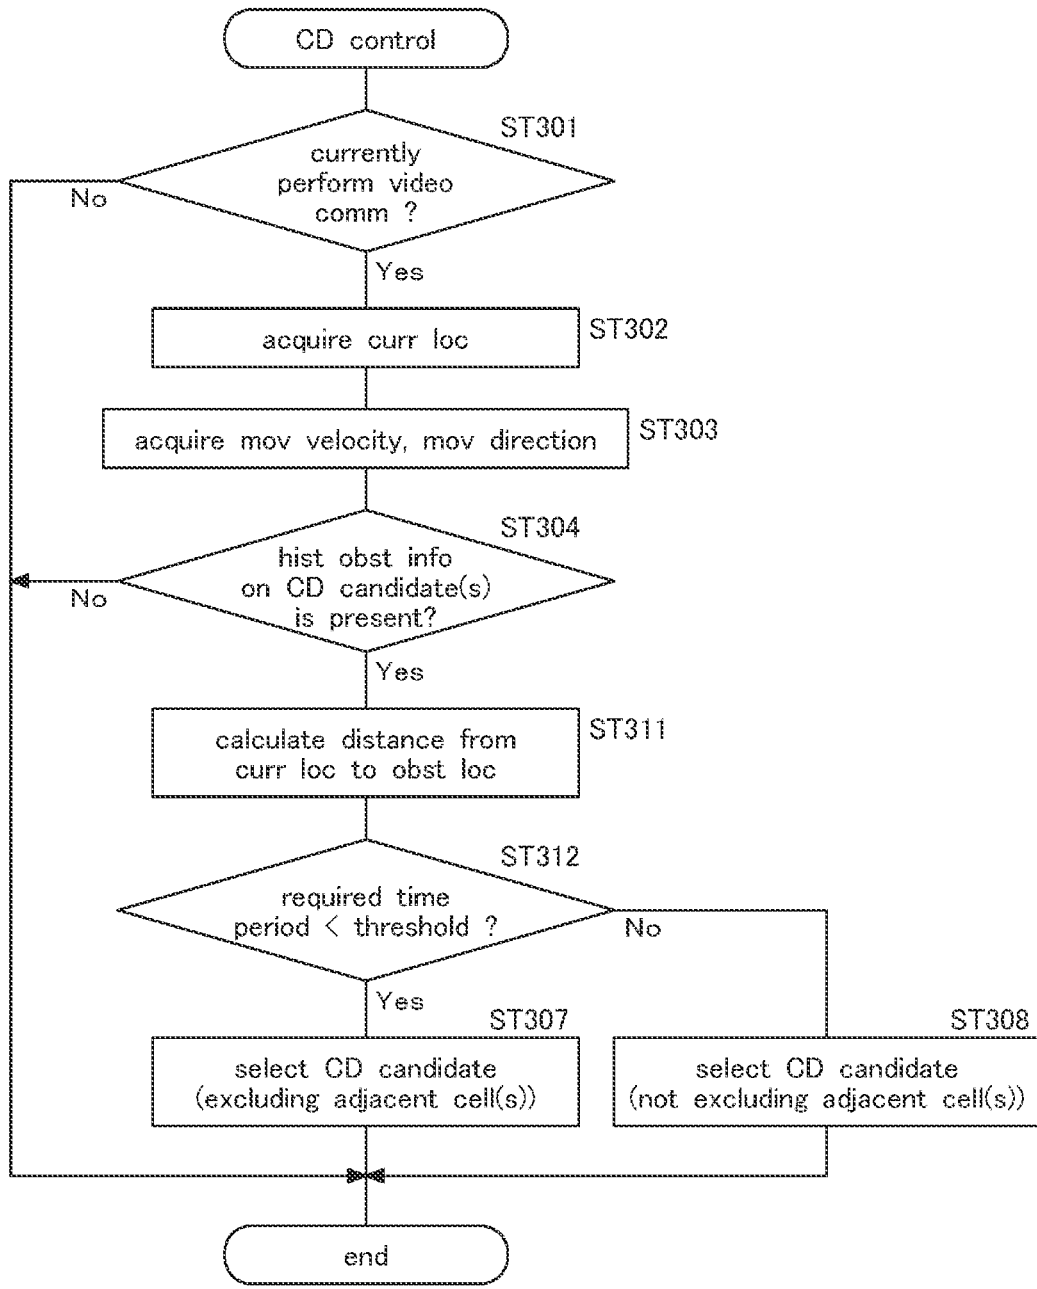 CD control
ST301
currently
perform video
comm ?
No
Yes
acquire curr loc
ST302
acquire mov velocity, mov direction
ST303
ST304
hist obst info
on CD candidate(s)
is present?
No
Yes
calculate distance from
curr loc to obst loc
ST311
ST312
required time
period < threshold ?
No
Yes
ST307
select CD candidate
(excluding adjacent cell(s))
ST308
select CD candidate
(not excluding adjacent cell(s))
end